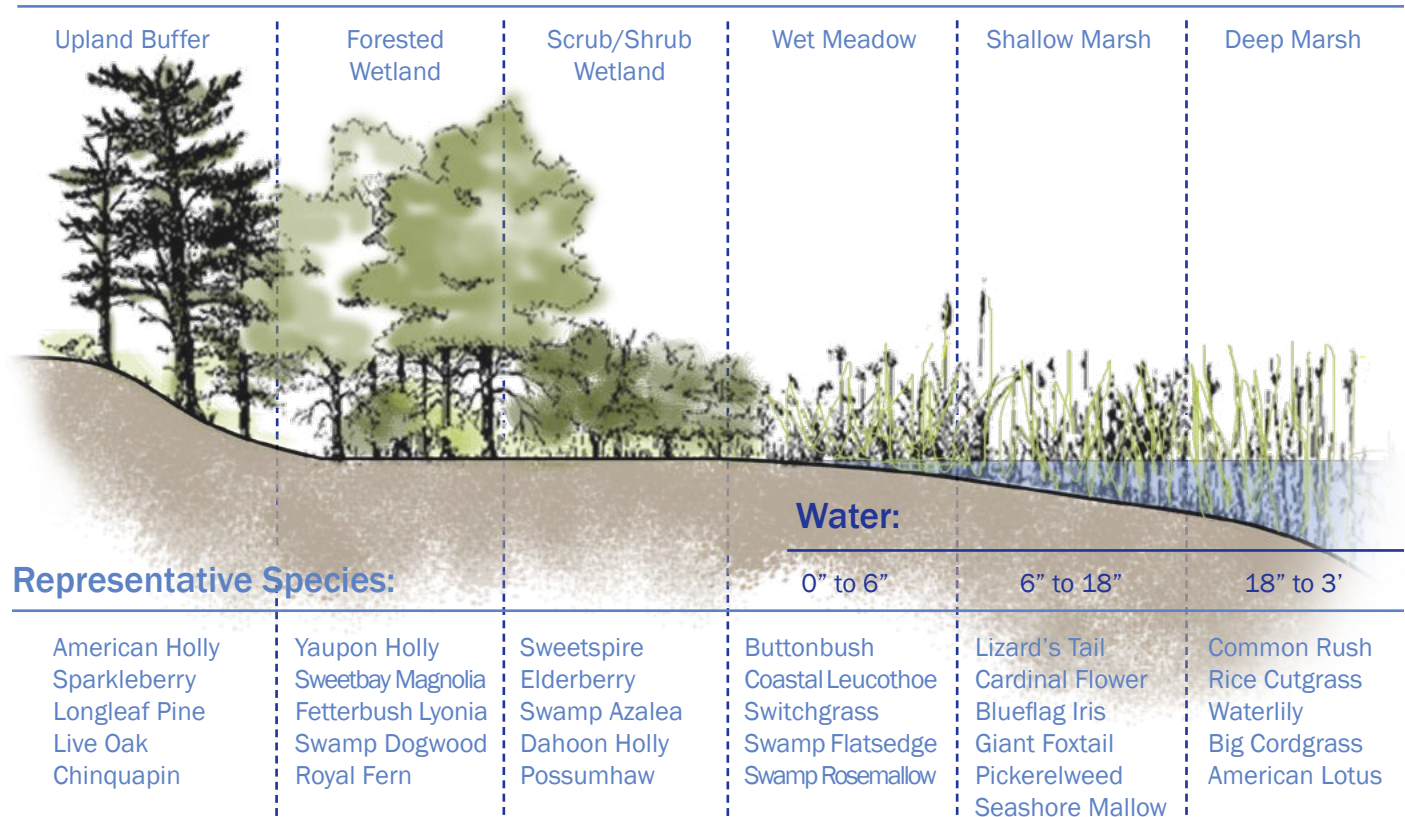 Upland Buffer
Forested
Wetland
Scrub/Shrub
Wetland
Wet Meadow
Shallow Marsh
Deep Marsh
Water:
0” to 6”
6” to 18”
18” to 3’
Representative Species:
American Holly
Sparkleberry
Longleaf Pine
Live Oak
Chinquapin
Yaupon Holly
Sweetbay Magnolia
Fetterbush Lyonia
Swamp Dogwood
Royal Fern
Sweetspire
Elderberry
Swamp Azalea
Dahoon Holly
Possumhaw
Buttonbush
Coastal Leucothoe
Switchgrass
Swamp Flatsedge
Swamp Rosemallow
Lizard’s Tail
Cardinal Flower
Blueflag Iris
Giant Foxtail
Pickerelweed
Seashore Mallow
Common Rush
Rice Cutgrass
Waterlily
Big Cordgrass
American Lotus